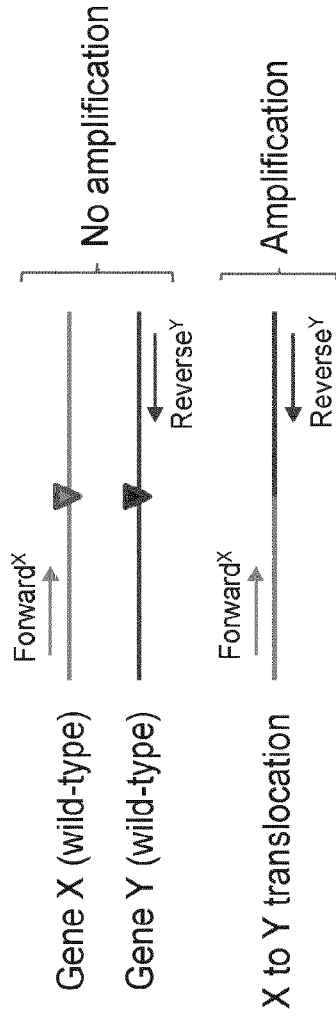 Forward^X
Gene X (wild-type)
Gene Y (wild-type)
No amplification
Reverse^Y
Forward^X
X to Y translocation
Amplification
Reverse^Y